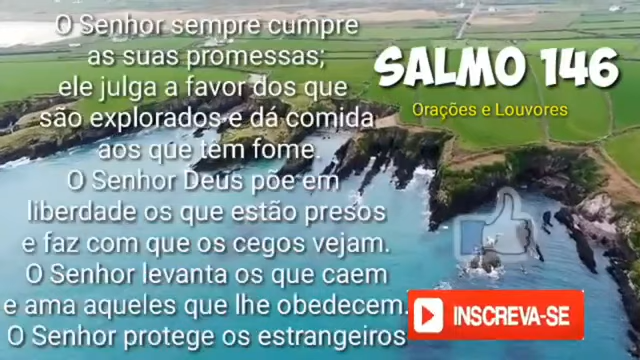 O Senhor sempre cumpre
as suas promessas;
ele julga a favor dos que
são explorados e dá comida
aos que têm fome.
O Senhor Deus põe em
liberdade os que estão presos
e faz com que os cegos vejam.
O Senhor levanta os que caem
e ama aqueles que lhe obedecem.
O Senhor protege os estrangeiros
SALMO 146
Orações e Louvores
INSCREVA-SE